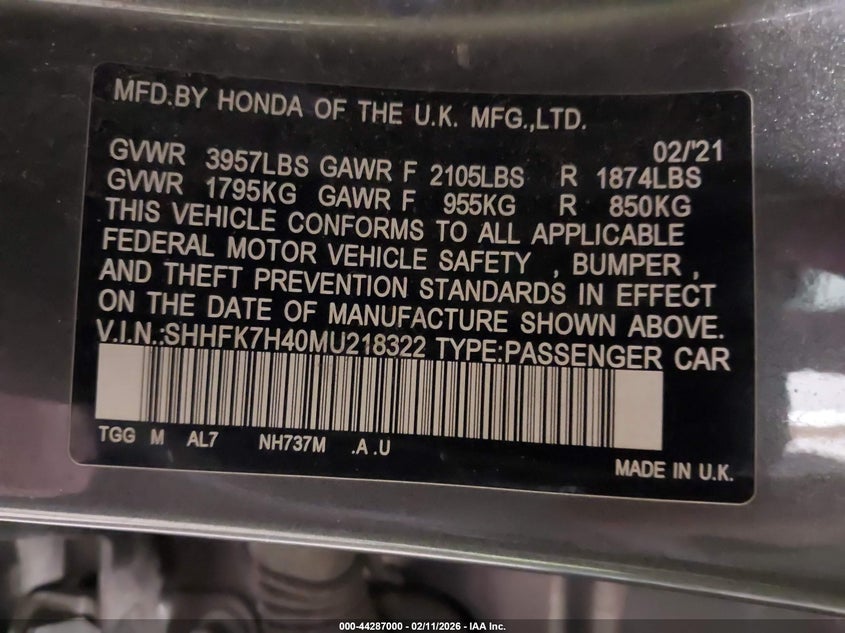 MFD.BY HONDA OF THE U.K. MFG.,LTD.
02/'21
GVWR 3957LBS GAWR F 2105LBS R 1874LBS
GVWR 1795KG GAWR F 955KG R 850KG
THIS VEHICLE CONFORMS TO ALL APPLICABLE
FEDERAL MOTOR VEHICLE SAFETY , BUMPER ,
AND THEFT PREVENTION STANDARDS IN EFFECT
ON THE DATE OF MANUFACTURE SHOWN ABOVE.
V.I.N.:SHHFK7H40MU218322 TYPE:PASSENGER CAR
TGG M AL7 NH737M .A .U
MADE IN U.K.
000-44287000 - 02/11/2026 - IAA Inc.